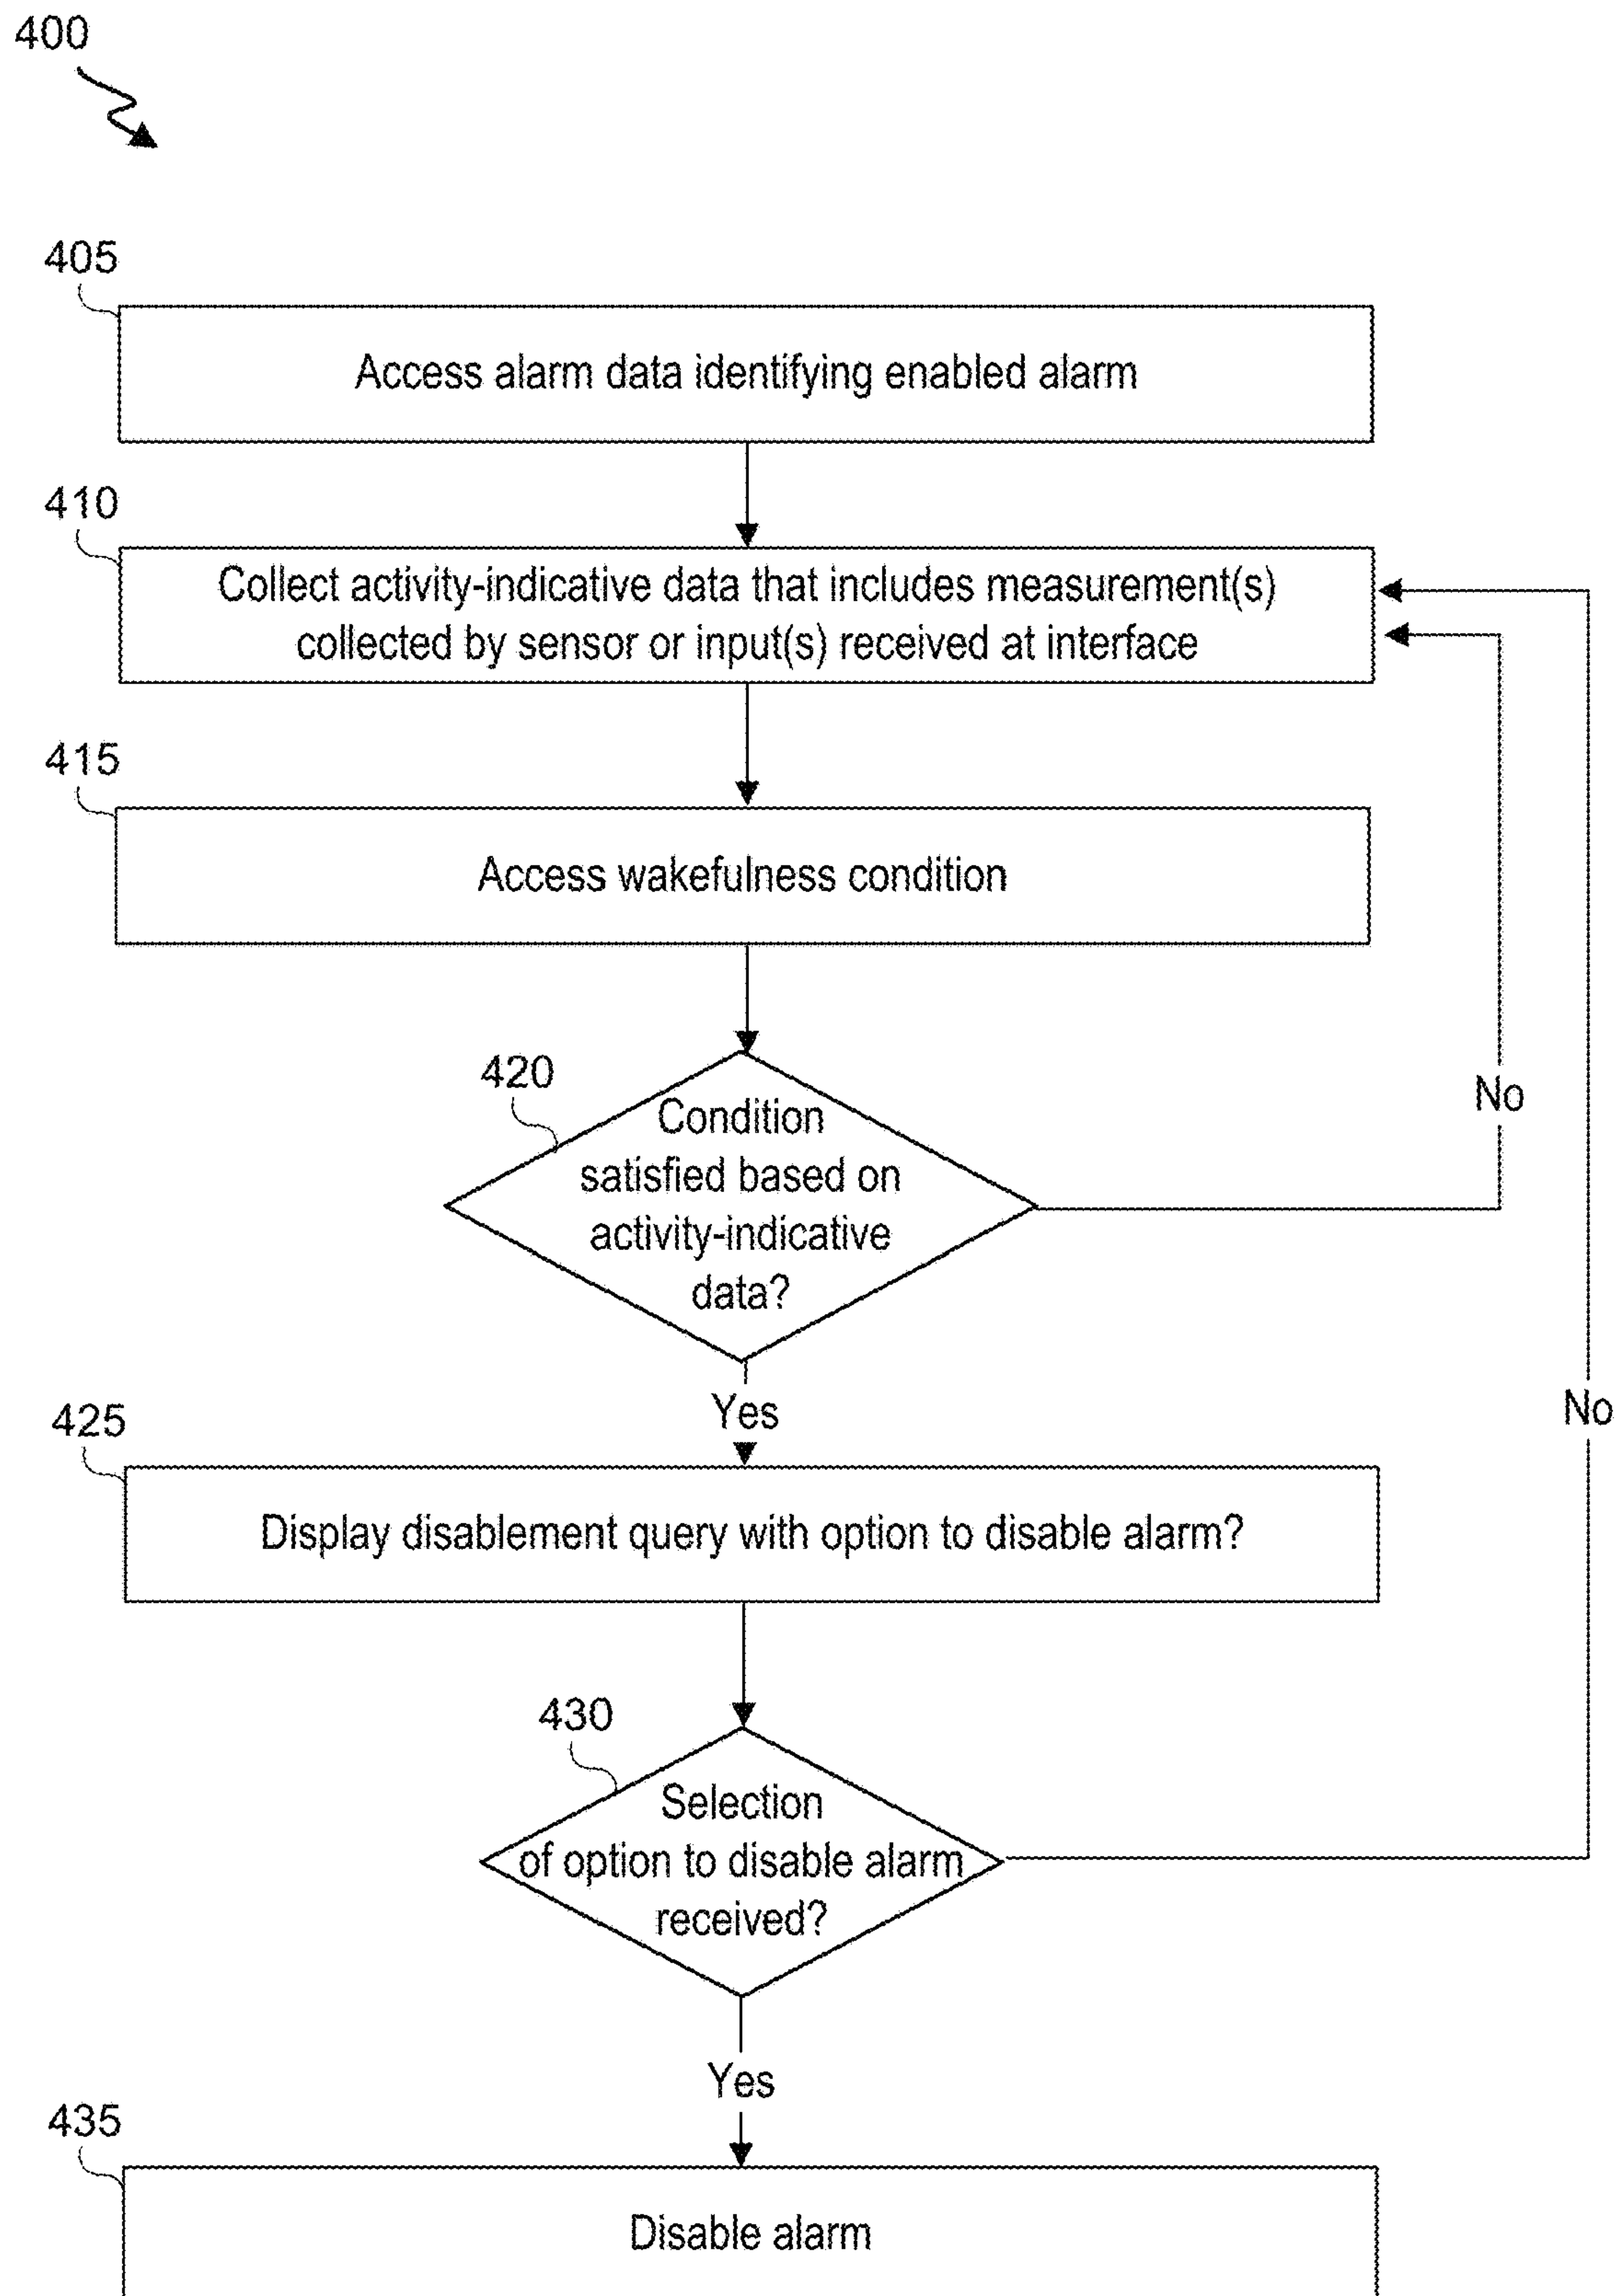 400
405
Access alarm data identifying enabled alarm
410
Collect activity-indicative data that includes measurement(s)
collected by sensor or input(s) received at interface
415
Access wakefulness condition
420
Condition
satisfied based on
activity-indicative
data?
No
Yes
No
425
Display disablement query with option to disable alarm?
430
Selection
of option to disable alarm
received?
Yes
435
Disable alarm